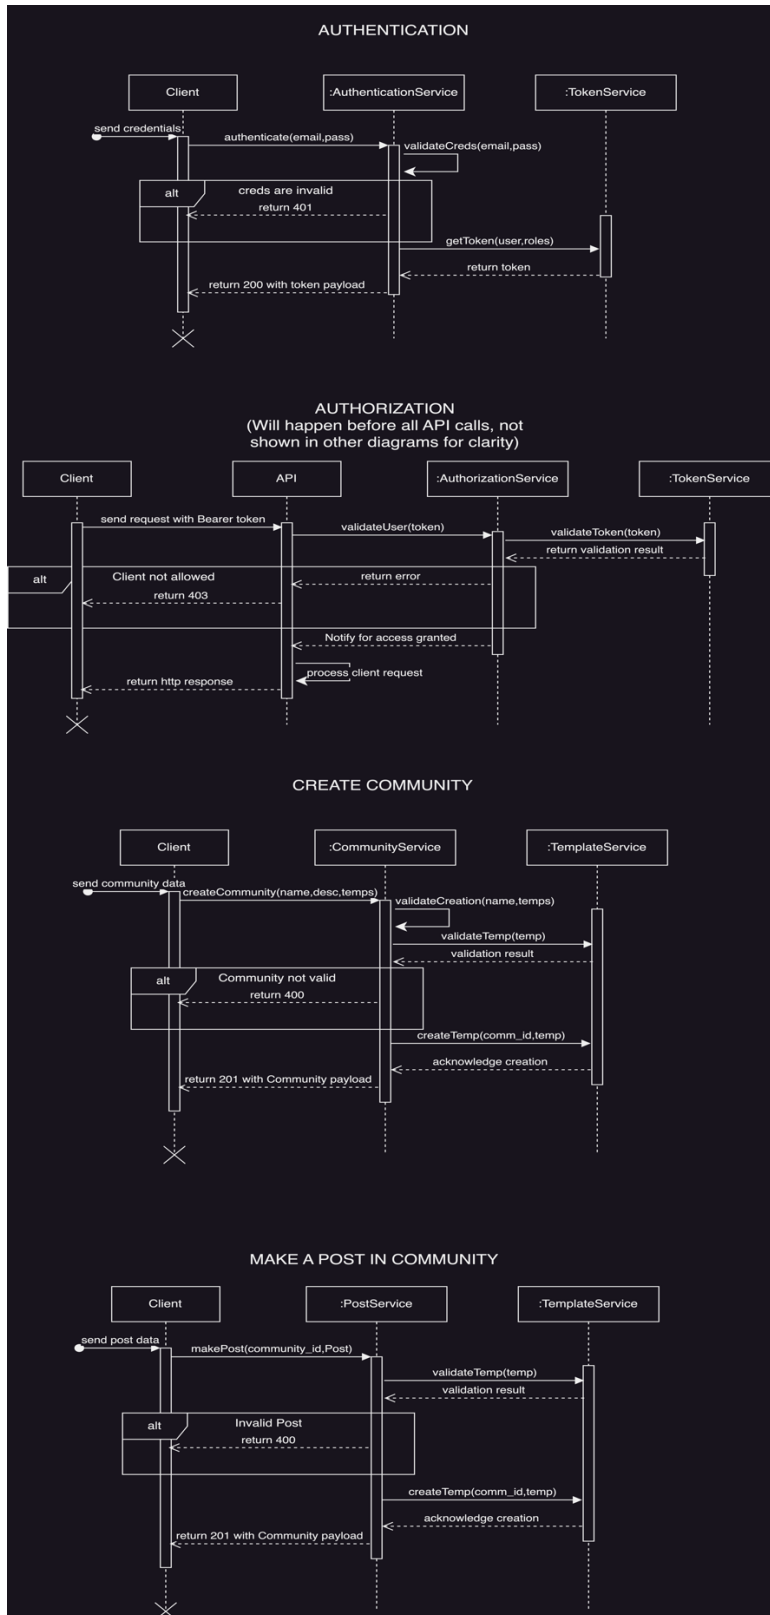 AUTHENTICATION
Client
:AuthenticationService
:TokenService
send credentials
authenticate(email,pass)
validateCreds(email,pass)
alt
creds are invalid
return 401
getToken(user,roles)
return token
return 200 with token payload
AUTHORIZATION
(Will happen before all API calls, not
shown in other diagrams for clarity)
Client
API
:AuthorizationService
:TokenService
send request with Bearer token
validateUser(token)
validateToken(token)
return validation result
alt
Client not allowed
return error
return 403
Notify for access granted
process client request
return http response
CREATE COMMUNITY
Client
:CommunityService
:TemplateService
send community data
createCommunity(name,desc,temps)
validateCreation(name,temps)
validateTemp(temp)
validation result
alt
Community not valid
return 400
createTemp(comm_id,temp)
acknowledge creation
return 201 with Community payload
MAKE A POST IN COMMUNITY
Client
:PostService
:TemplateService
send post data
makePost(community_id,Post)
validateTemp(temp)
validation result
alt
Invalid Post
return 400
createTemp(comm_id,temp)
acknowledge creation
return 201 with Community payload